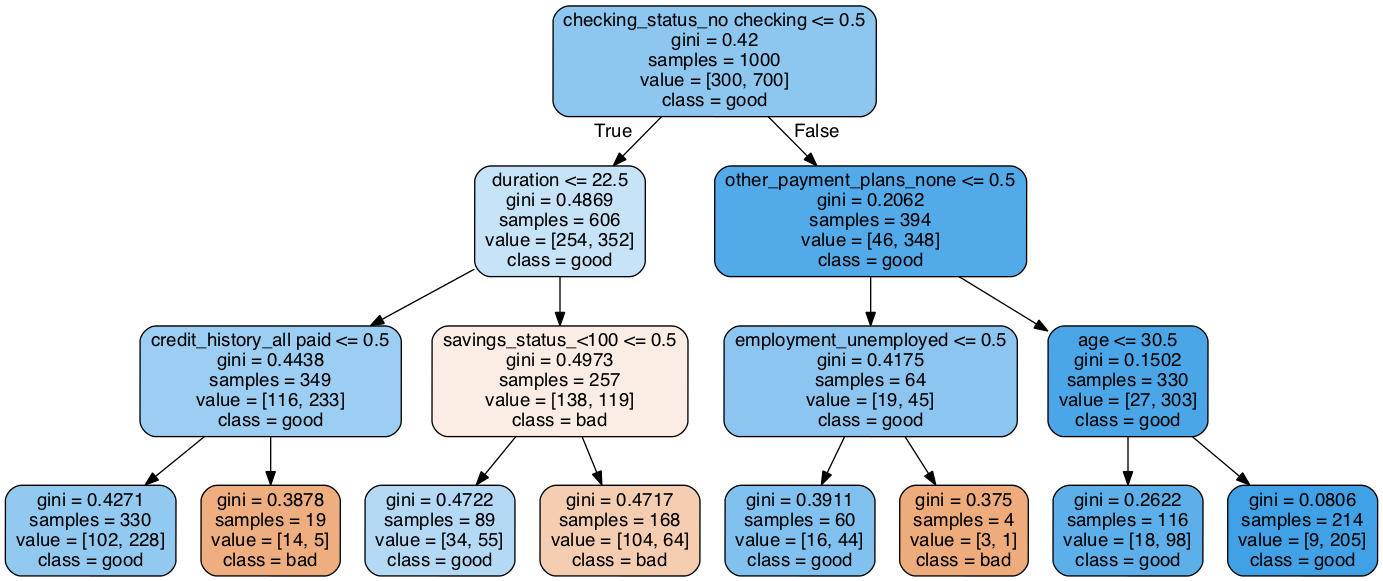 checking_status_no checking <= 0.5
gini = 0.42
samples = 1000
value = [300, 700]
class = good
True
False
duration <= 22.5
gini = 0.4869
samples = 606
value = [254, 352]
class = good
other_payment_plans_none <= 0.5
gini = 0.2062
samples = 394
value = [46, 348]
class = good
credit_history_all paid <= 0.5
gini = 0.4438
samples = 349
value = [116, 233]
class = good
savings_status_<100 <= 0.5
gini = 0.4973
samples = 257
value = [138, 119]
class = bad
employment_unemployed <= 0.5
gini = 0.4175
samples = 64
value = [19, 45]
class = good
age <= 30.5
gini = 0.1502
samples = 330
value = [27, 303]
class = good
gini = 0.4271
samples = 330
value = [102, 228]
class = good
gini = 0.3878
samples = 19
value = [14, 5]
class = bad
gini = 0.4722
samples = 89
value = [34, 55]
class = good
gini = 0.4717
samples = 168
value = [104, 64]
class = bad
gini = 0.3911
samples = 60
value = [16, 44]
class = good
gini = 0.375
samples = 4
value = [3, 1]
class = bad
gini = 0.2622
samples = 116
value = [18, 98]
class = good
gini = 0.0806
samples = 214
value = [9, 205]
class = good